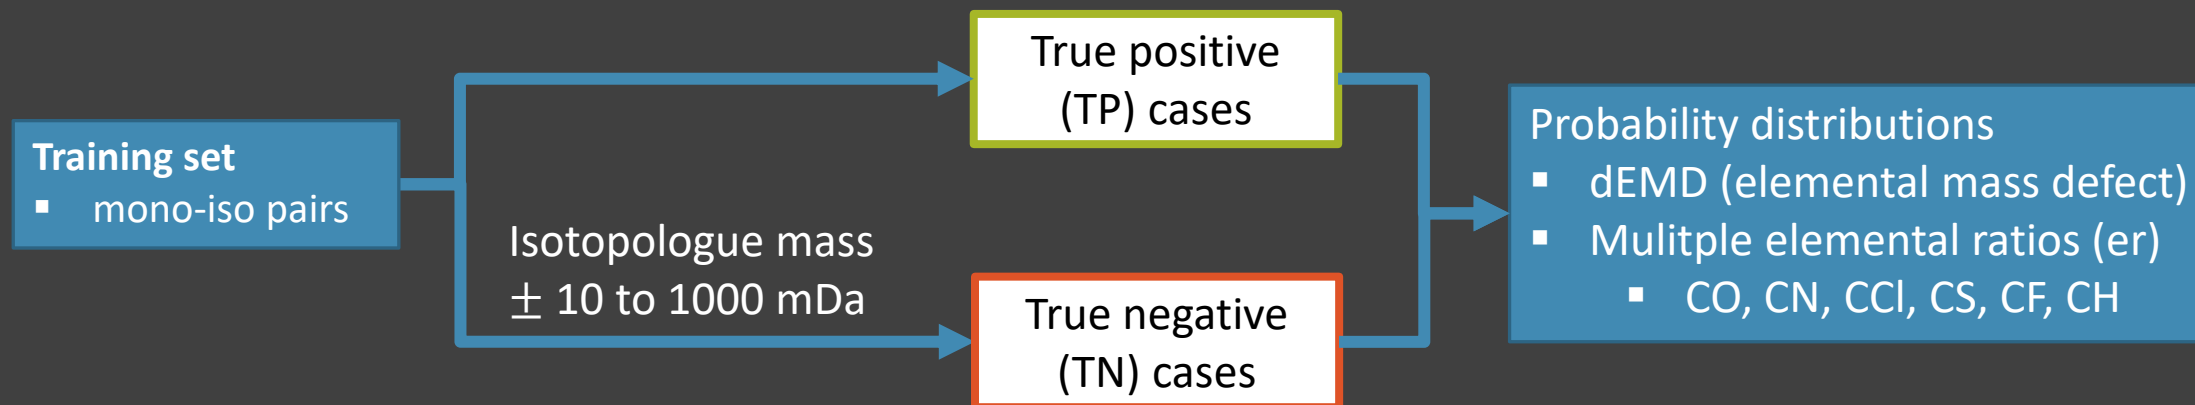 Training set
▪ mono-iso pairs
Isotopologue mass
± 10 to 1000 mDa
True positive
(TP) cases
True negative
(TN) cases
Probability distributions
▪ dEMD (elemental mass defect)
▪ Mulitple elemental ratios (er)
▪ CO, CN, CCl, CS, CF, CH